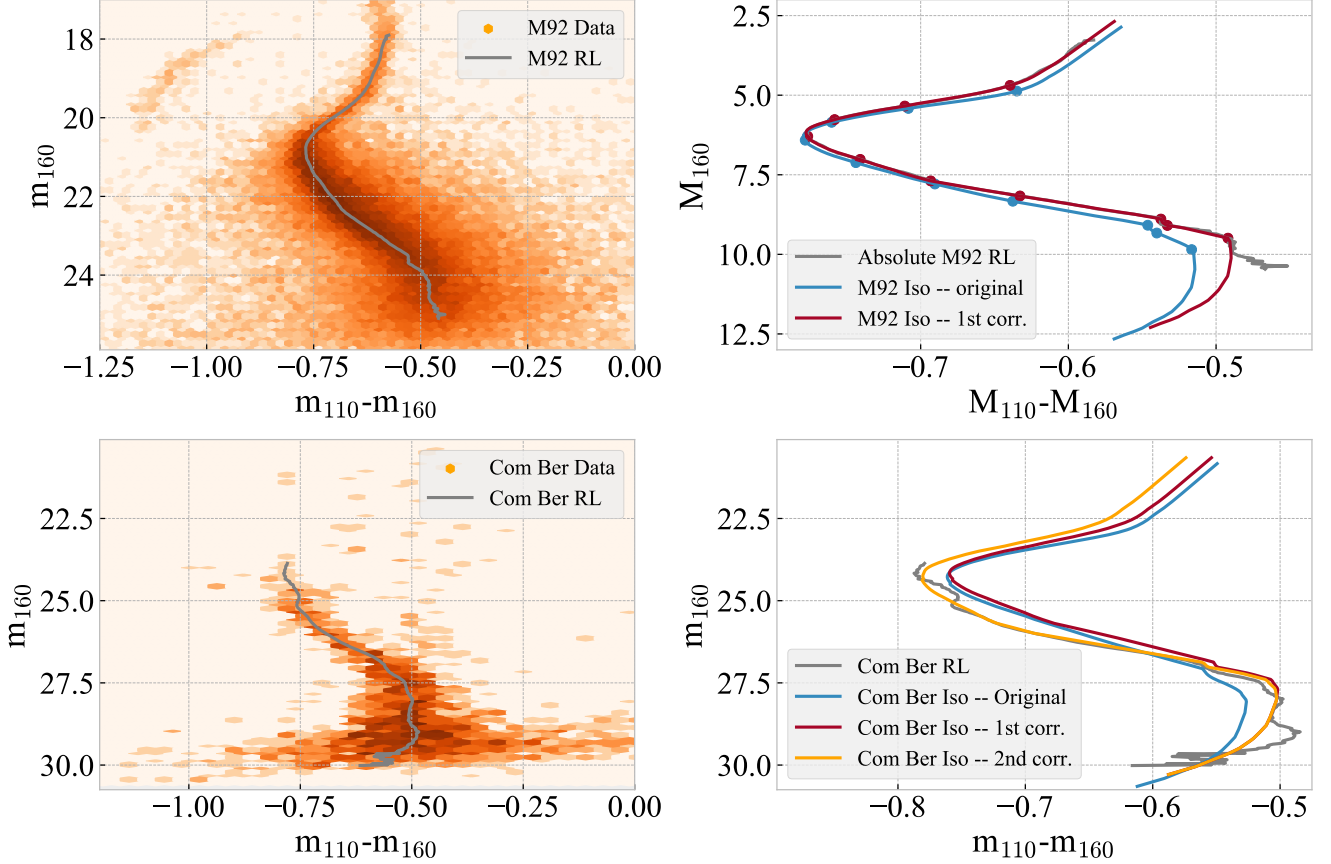 M92 Data
M92 RL
m160
18
20
22
24
−1.25
−1.00
−0.75
−0.50
−0.25
0.00
m110-m160
M160
2.5
5.0
7.5
10.0
12.5
Absolute M92 RL
M92 Iso -- original
M92 Iso -- 1st corr.
−0.7
−0.6
−0.5
M110-M160
Com Ber Data
Com Ber RL
m160
22.5
25.0
27.5
30.0
−1.00
−0.75
−0.50
−0.25
0.00
m110-m160
m160
22.5
25.0
27.5
30.0
Com Ber RL
Com Ber Iso -- Original
Com Ber Iso -- 1st corr.
Com Ber Iso -- 2nd corr.
−0.8
−0.7
−0.6
−0.5
m110-m160